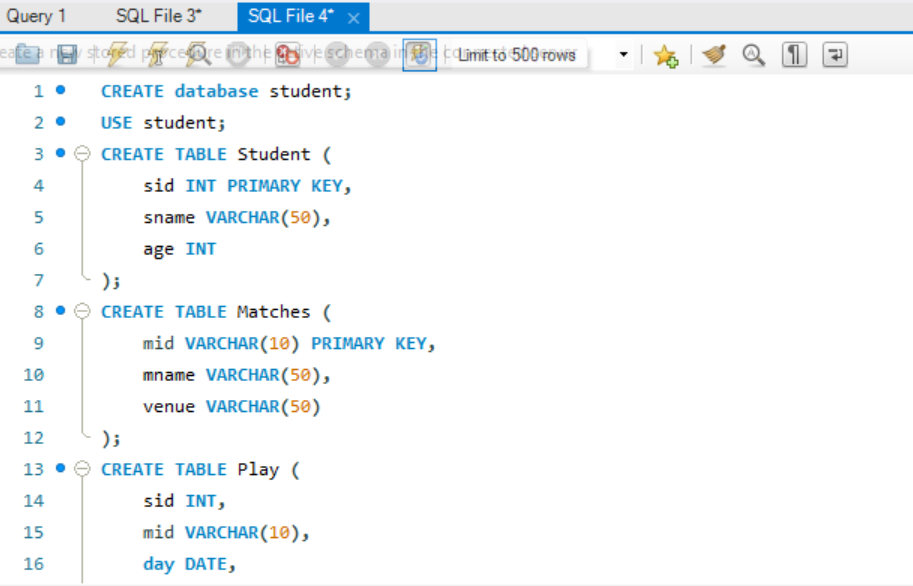 Query 1 SQL File 3* SQL File 4* ×
eate a new stored procedure in the active schema in the connected server Limit to 500 rows
1 CREATE database student;
2 USE student;
3 CREATE TABLE Student (
4 sid INT PRIMARY KEY,
5 sname VARCHAR(50),
6 age INT
7 );
8 CREATE TABLE Matches (
9 mid VARCHAR(10) PRIMARY KEY,
10 mname VARCHAR(50),
11 venue VARCHAR(50)
12 );
13 CREATE TABLE Play (
14 sid INT,
15 mid VARCHAR(10),
16 day DATE,